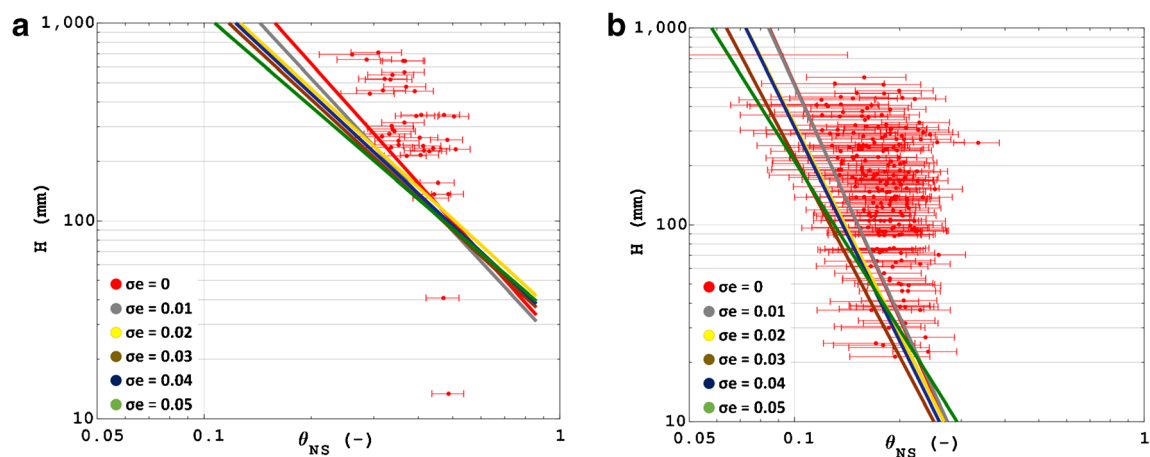 a
1,000
100
10
H (mm)
σe = 0
σe = 0.01
σe = 0.02
σe = 0.03
σe = 0.04
σe = 0.05
0.05
0.1
1
θNS (-)
b
1,000
100
10
H (mm)
σe = 0
σe = 0.01
σe = 0.02
σe = 0.03
σe = 0.04
σe = 0.05
0.05
0.1
1
θNS (-)